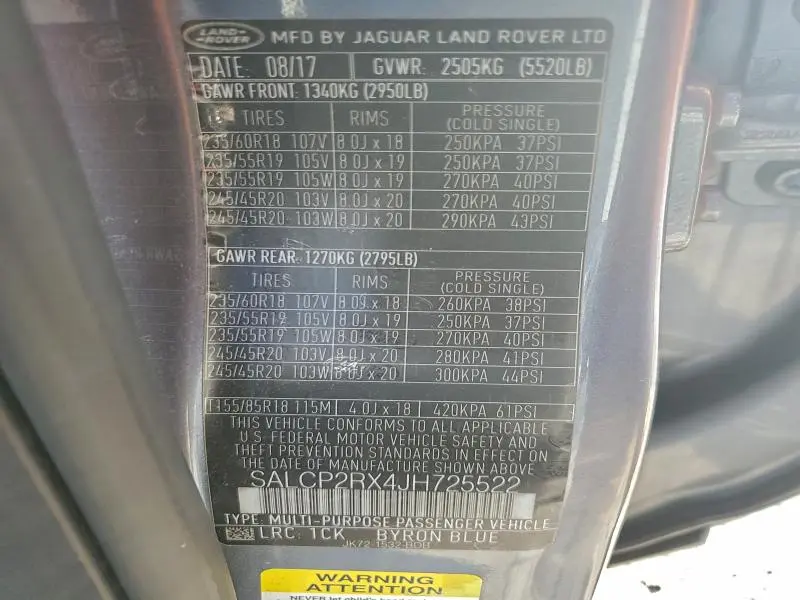 LAND-ROVER MFD BY JAGUAR LAND ROVER LTD
DATE: 08/17 GVWR: 2505KG (5520LB)
GAWR FRONT: 1340KG (2950LB)
TIRES RIMS PRESSURE (COLD SINGLE)
235/60R18 107V 8.0J x 18 250KPA 37PSI
235/55R19 105V 8.0J x 19 250KPA 37PSI
235/55R19 105W 8.0J x 19 270KPA 40PSI
245/45R20 103V 8.0J x 20 270KPA 40PSI
245/45R20 103W 8.0J x 20 290KPA 43PSI
GAWR REAR: 1270KG (2795LB)
TIRES RIMS PRESSURE (COLD SINGLE)
235/60R18 107V 8.0J x 18 260KPA 38PSI
235/55R19 105V 8.0J x 19 250KPA 37PSI
235/55R19 105W 8.0J x 19 270KPA 40PSI
245/45R20 103V 8.0J x 20 280KPA 41PSI
245/45R20 103W 8.0J x 20 300KPA 44PSI
T155/85R18 115M 4.0J x 18 420KPA 61PSI
THIS VEHICLE CONFORMS TO ALL APPLICABLE
U.S. FEDERAL MOTOR VEHICLE SAFETY AND
THEFT PREVENTION STANDARDS IN EFFECT ON
THE DATE OF MANUFACTURE SHOWN ABOVE.
SALCP2RX4JH725522
TYPE: MULTI-PURPOSE PASSENGER VEHICLE
LRC: 1CK BYRON BLUE
JK72-1532-BDB
WARNING
ATTENTION
NEVER let child's head